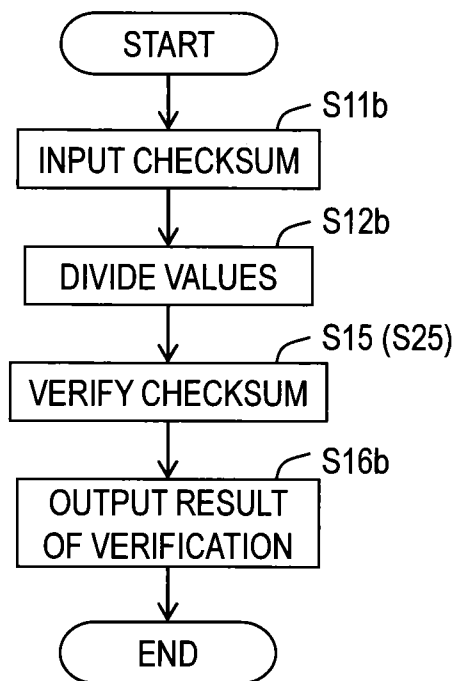 START
S11b
INPUT CHECKSUM
S12b
DIVIDE VALUES
S15 (S25)
VERIFY CHECKSUM
S16b
OUTPUT RESULT
OF VERIFICATION
END